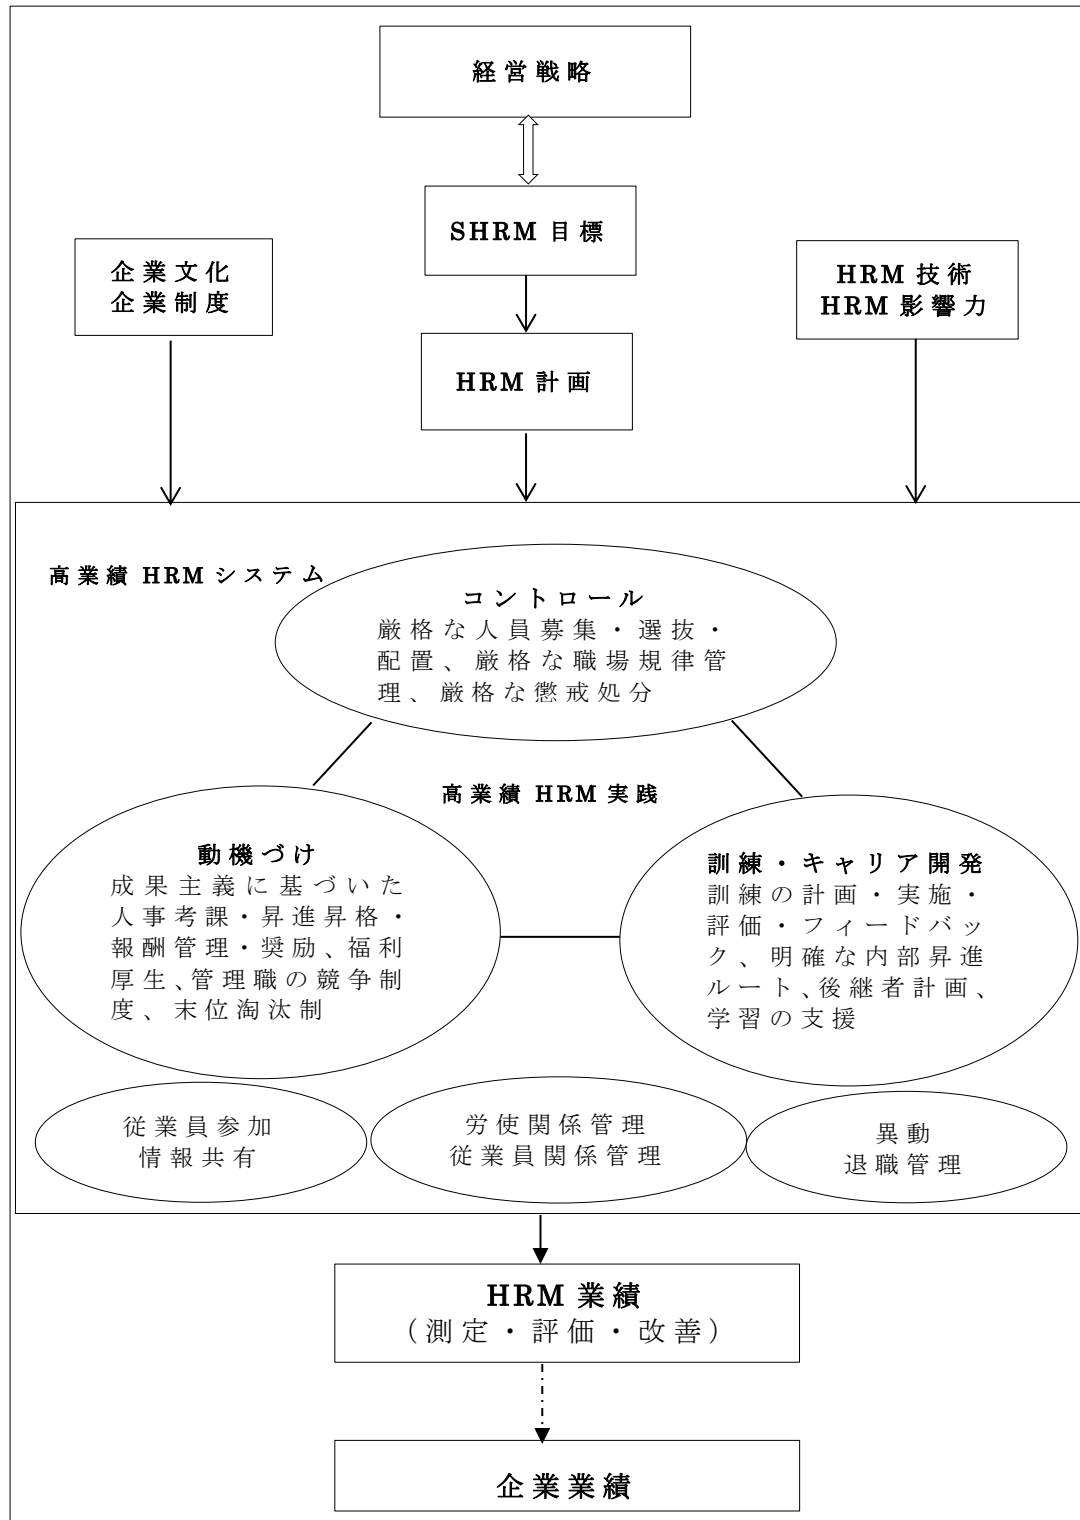 経営戦略
SHRM 目標
企業文化
企業制度
HRM 技術
HRM 影響力
HRM 計画
高業績 HRM システム
コントロール
厳格な人員募集・選抜・
配置、厳格な職場規律管
理、厳格な懲戒処分
高業績 HRM 実践
動機づけ
成果主義に基づいた
人事考課・昇進昇格・
報酬管理・奨励、福利
厚生、管理職の競争制
度、末位淘汰制
訓練・キャリア開発
訓練の計画・実施・
評価・フィードバッ
ク、明確な内部昇進
ルート、後継者計画、
学習の支援
従業員参加
情報共有
労使関係管理
従業員関係管理
異動
退職管理
HRM 業績
（測定・評価・改善）
企業業績